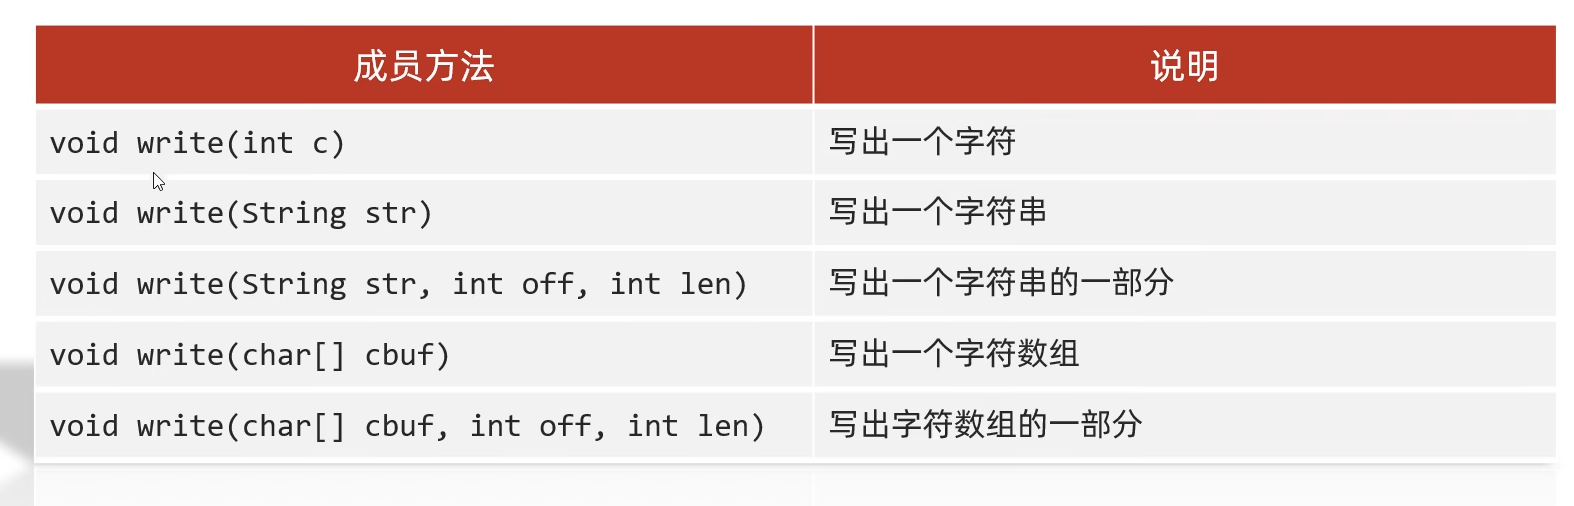 成员方法 说明
void write(int c) 写出一个字符
void write(String str) 写出一个字符串
void write(String str, int off, int len) 写出一个字符串的一部分
void write(char[] cbuf) 写出一个字符数组
void write(char[] cbuf, int off, int len) 写出字符数组的一部分